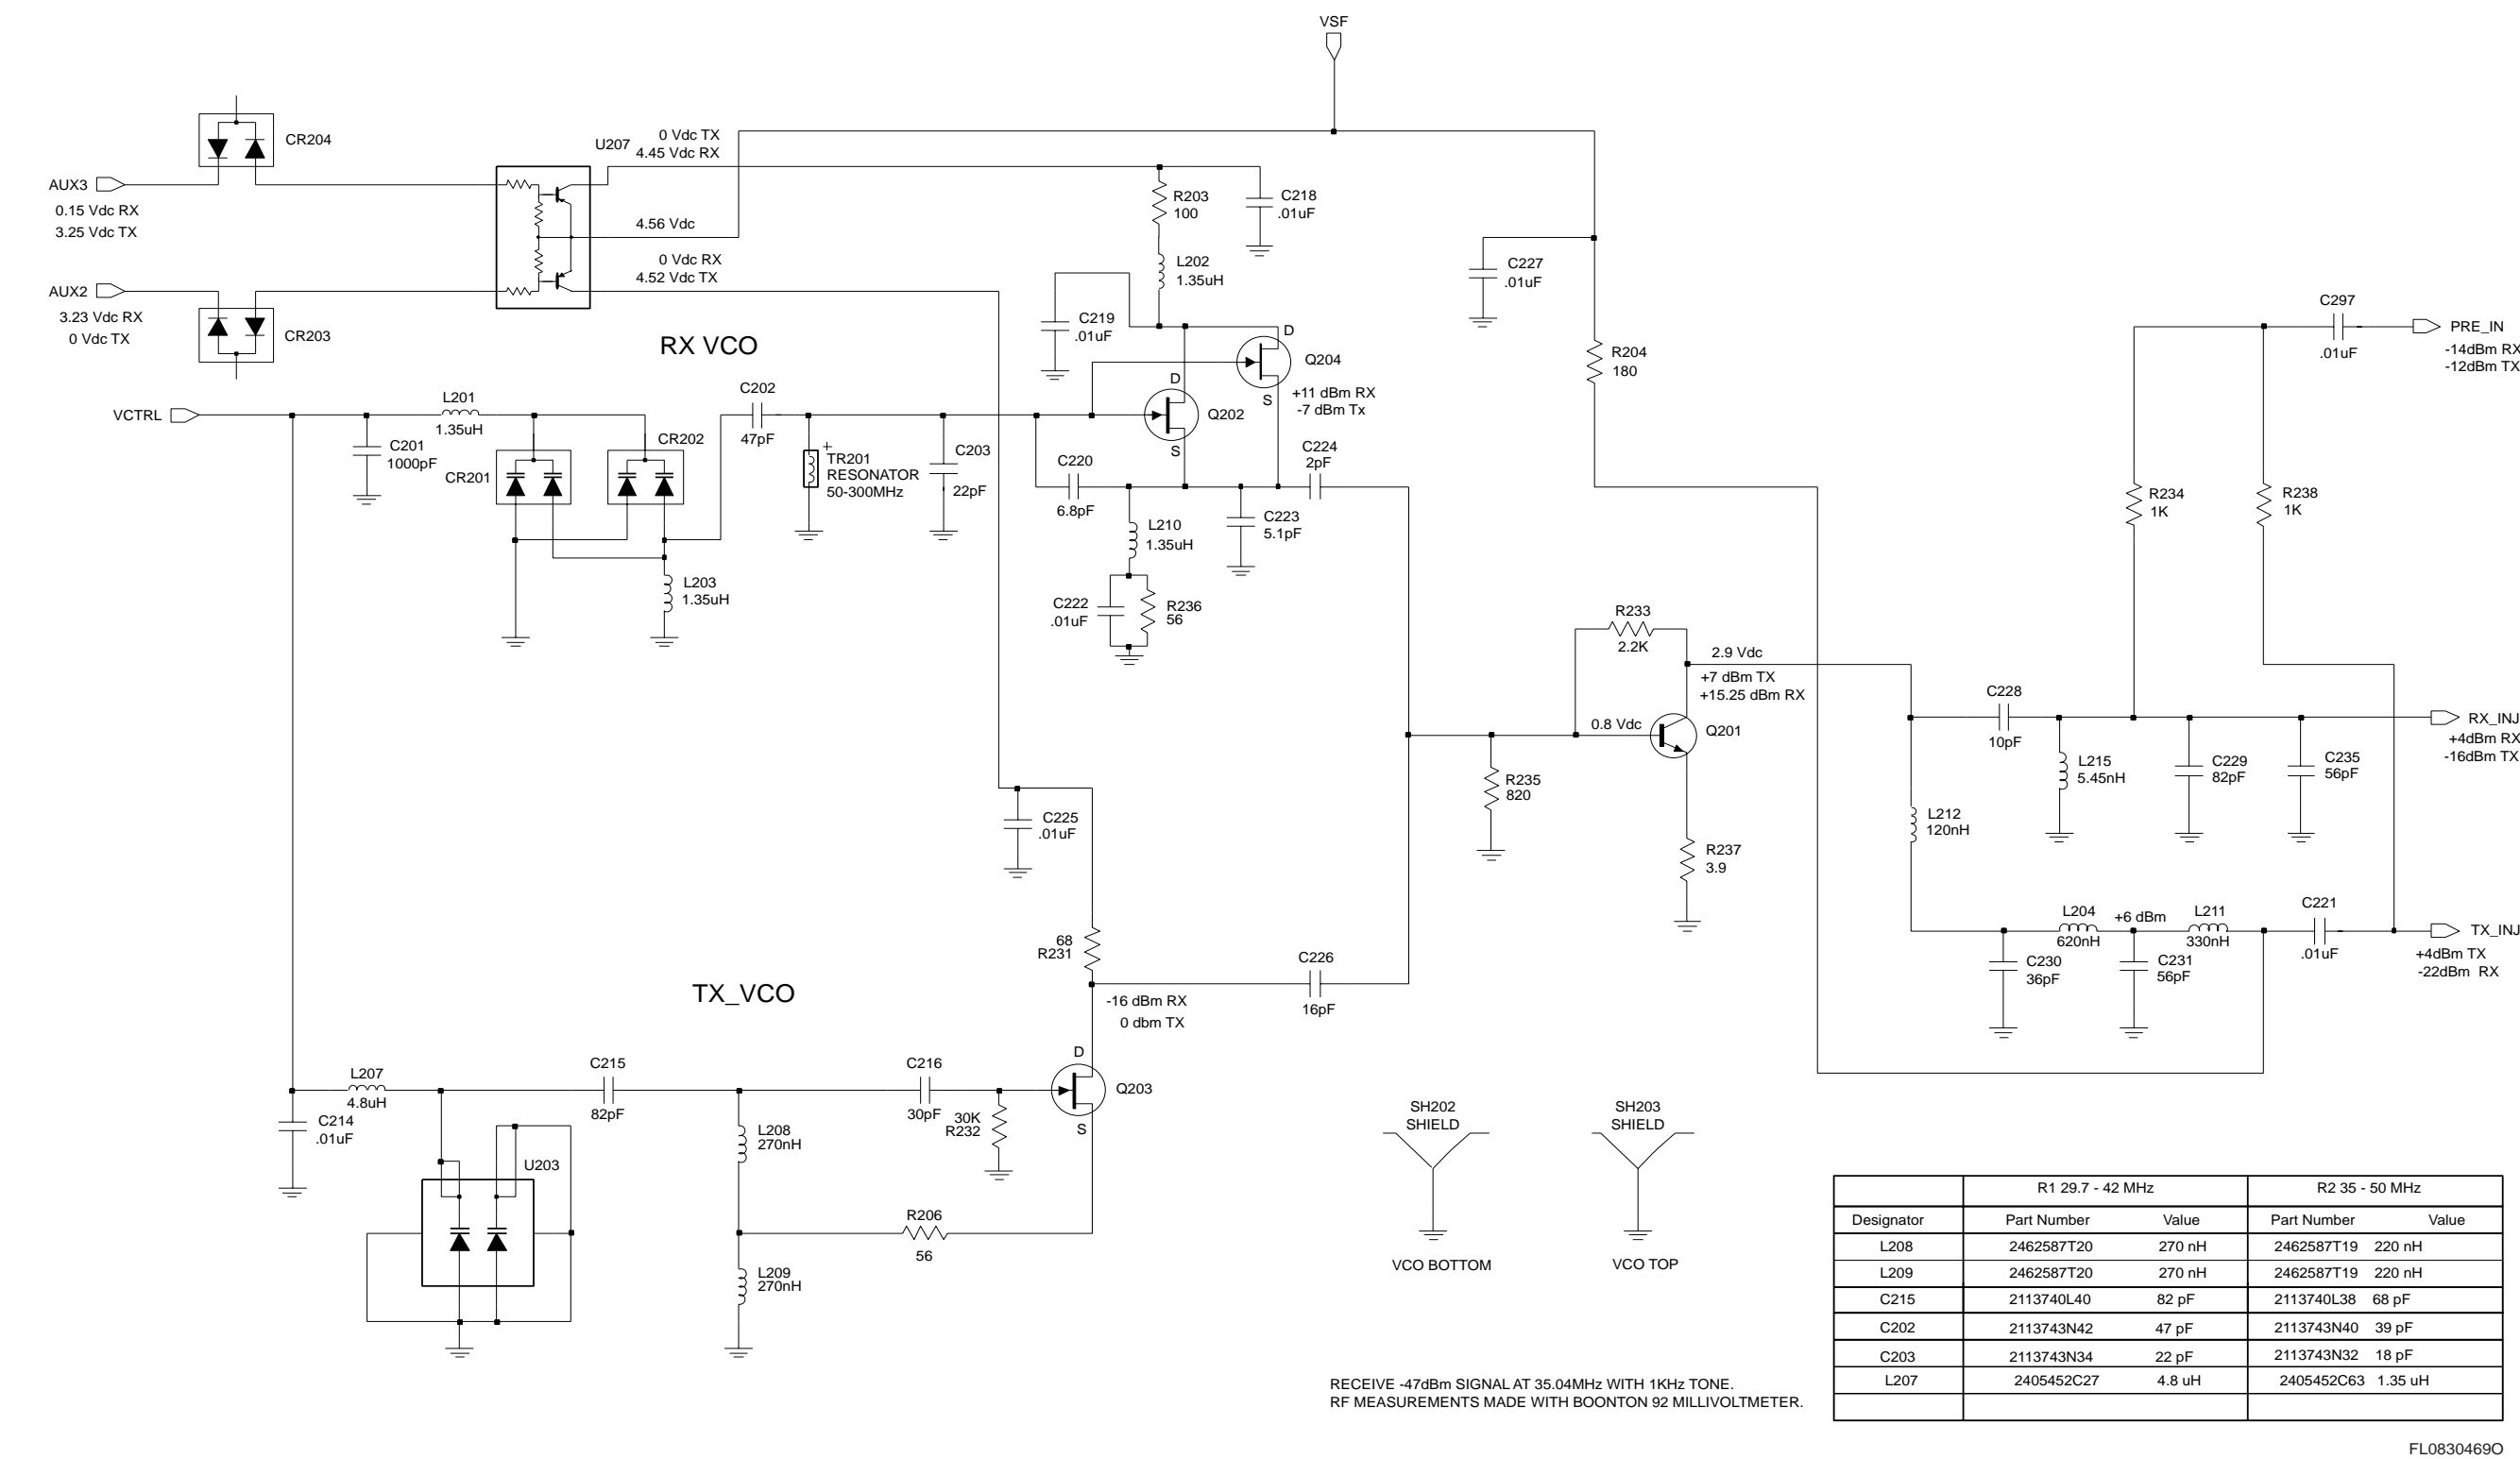 VSF
CR204
AUX3
0.15 Vdc RX
3.25 Vdc TX
U207
0 Vdc TX
4.45 Vdc RX
4.56 Vdc
0 Vdc RX
4.52 Vdc TX
AUX2
3.23 Vdc RX
0 Vdc TX
CR203
RX VCO
R203
100
C218
.01uF
L202
1.35uH
C219
.01uF
D
Q204
S
+11 dBm RX
-7 dBm Tx
D
Q202
S
C227
.01uF
R204
180
C297
.01uF
PRE_IN
-14dBm RX
-12dBm TX
VCTRL
L201
1.35uH
C201
1000pF
CR201
CR202
C202
47pF
+
TR201
RESONATOR
50-300MHz
C203
22pF
C220
6.8pF
C224
2pF
L210
1.35uH
C223
5.1pF
L203
1.35uH
C222
.01uF
R236
56
R234
1K
R238
1K
R233
2.2K
2.9 Vdc
+7 dBm TX
+15.25 dBm RX
0.8 Vdc
Q201
R235
820
R237
3.9
C228
10pF
L215
5.45nH
C229
82pF
C235
56pF
RX_INJ
+4dBm RX
-16dBm TX
L212
120nH
L204
620nH
+6 dBm
L211
330nH
C221
.01uF
TX_INJ
+4dBm TX
-22dBm RX
C230
36pF
C231
56pF
C225
.01uF
68
R231
TX_VCO
-16 dBm RX
0 dbm TX
C226
16pF
L207
4.8uH
C214
.01uF
C215
82pF
C216
30pF
30K
R232
D
Q203
S
L208
270nH
U203
R206
56
L209
270nH
SH202
SHIELD
VCO BOTTOM
SH203
SHIELD
VCO TOP
R1 29.7 - 42 MHz R2 35 - 50 MHz
Designator Part Number Value Part Number Value
L208 2462587T20 270 nH 2462587T19 220 nH
L209 2462587T20 270 nH 2462587T19 220 nH
C215 2113740L40 82 pF 2113740L38 68 pF
C202 2113743N42 47 pF 2113743N40 39 pF
C203 2113743N34 22 pF 2113743N32 18 pF
L207 2405452C27 4.8 uH 2405452C63 1.35 uH
RECEIVE -47dBm SIGNAL AT 35.04MHz WITH 1KHz TONE.
RF MEASUREMENTS MADE WITH BOONTON 92 MILLIVOLTMETER.
FL0830469O